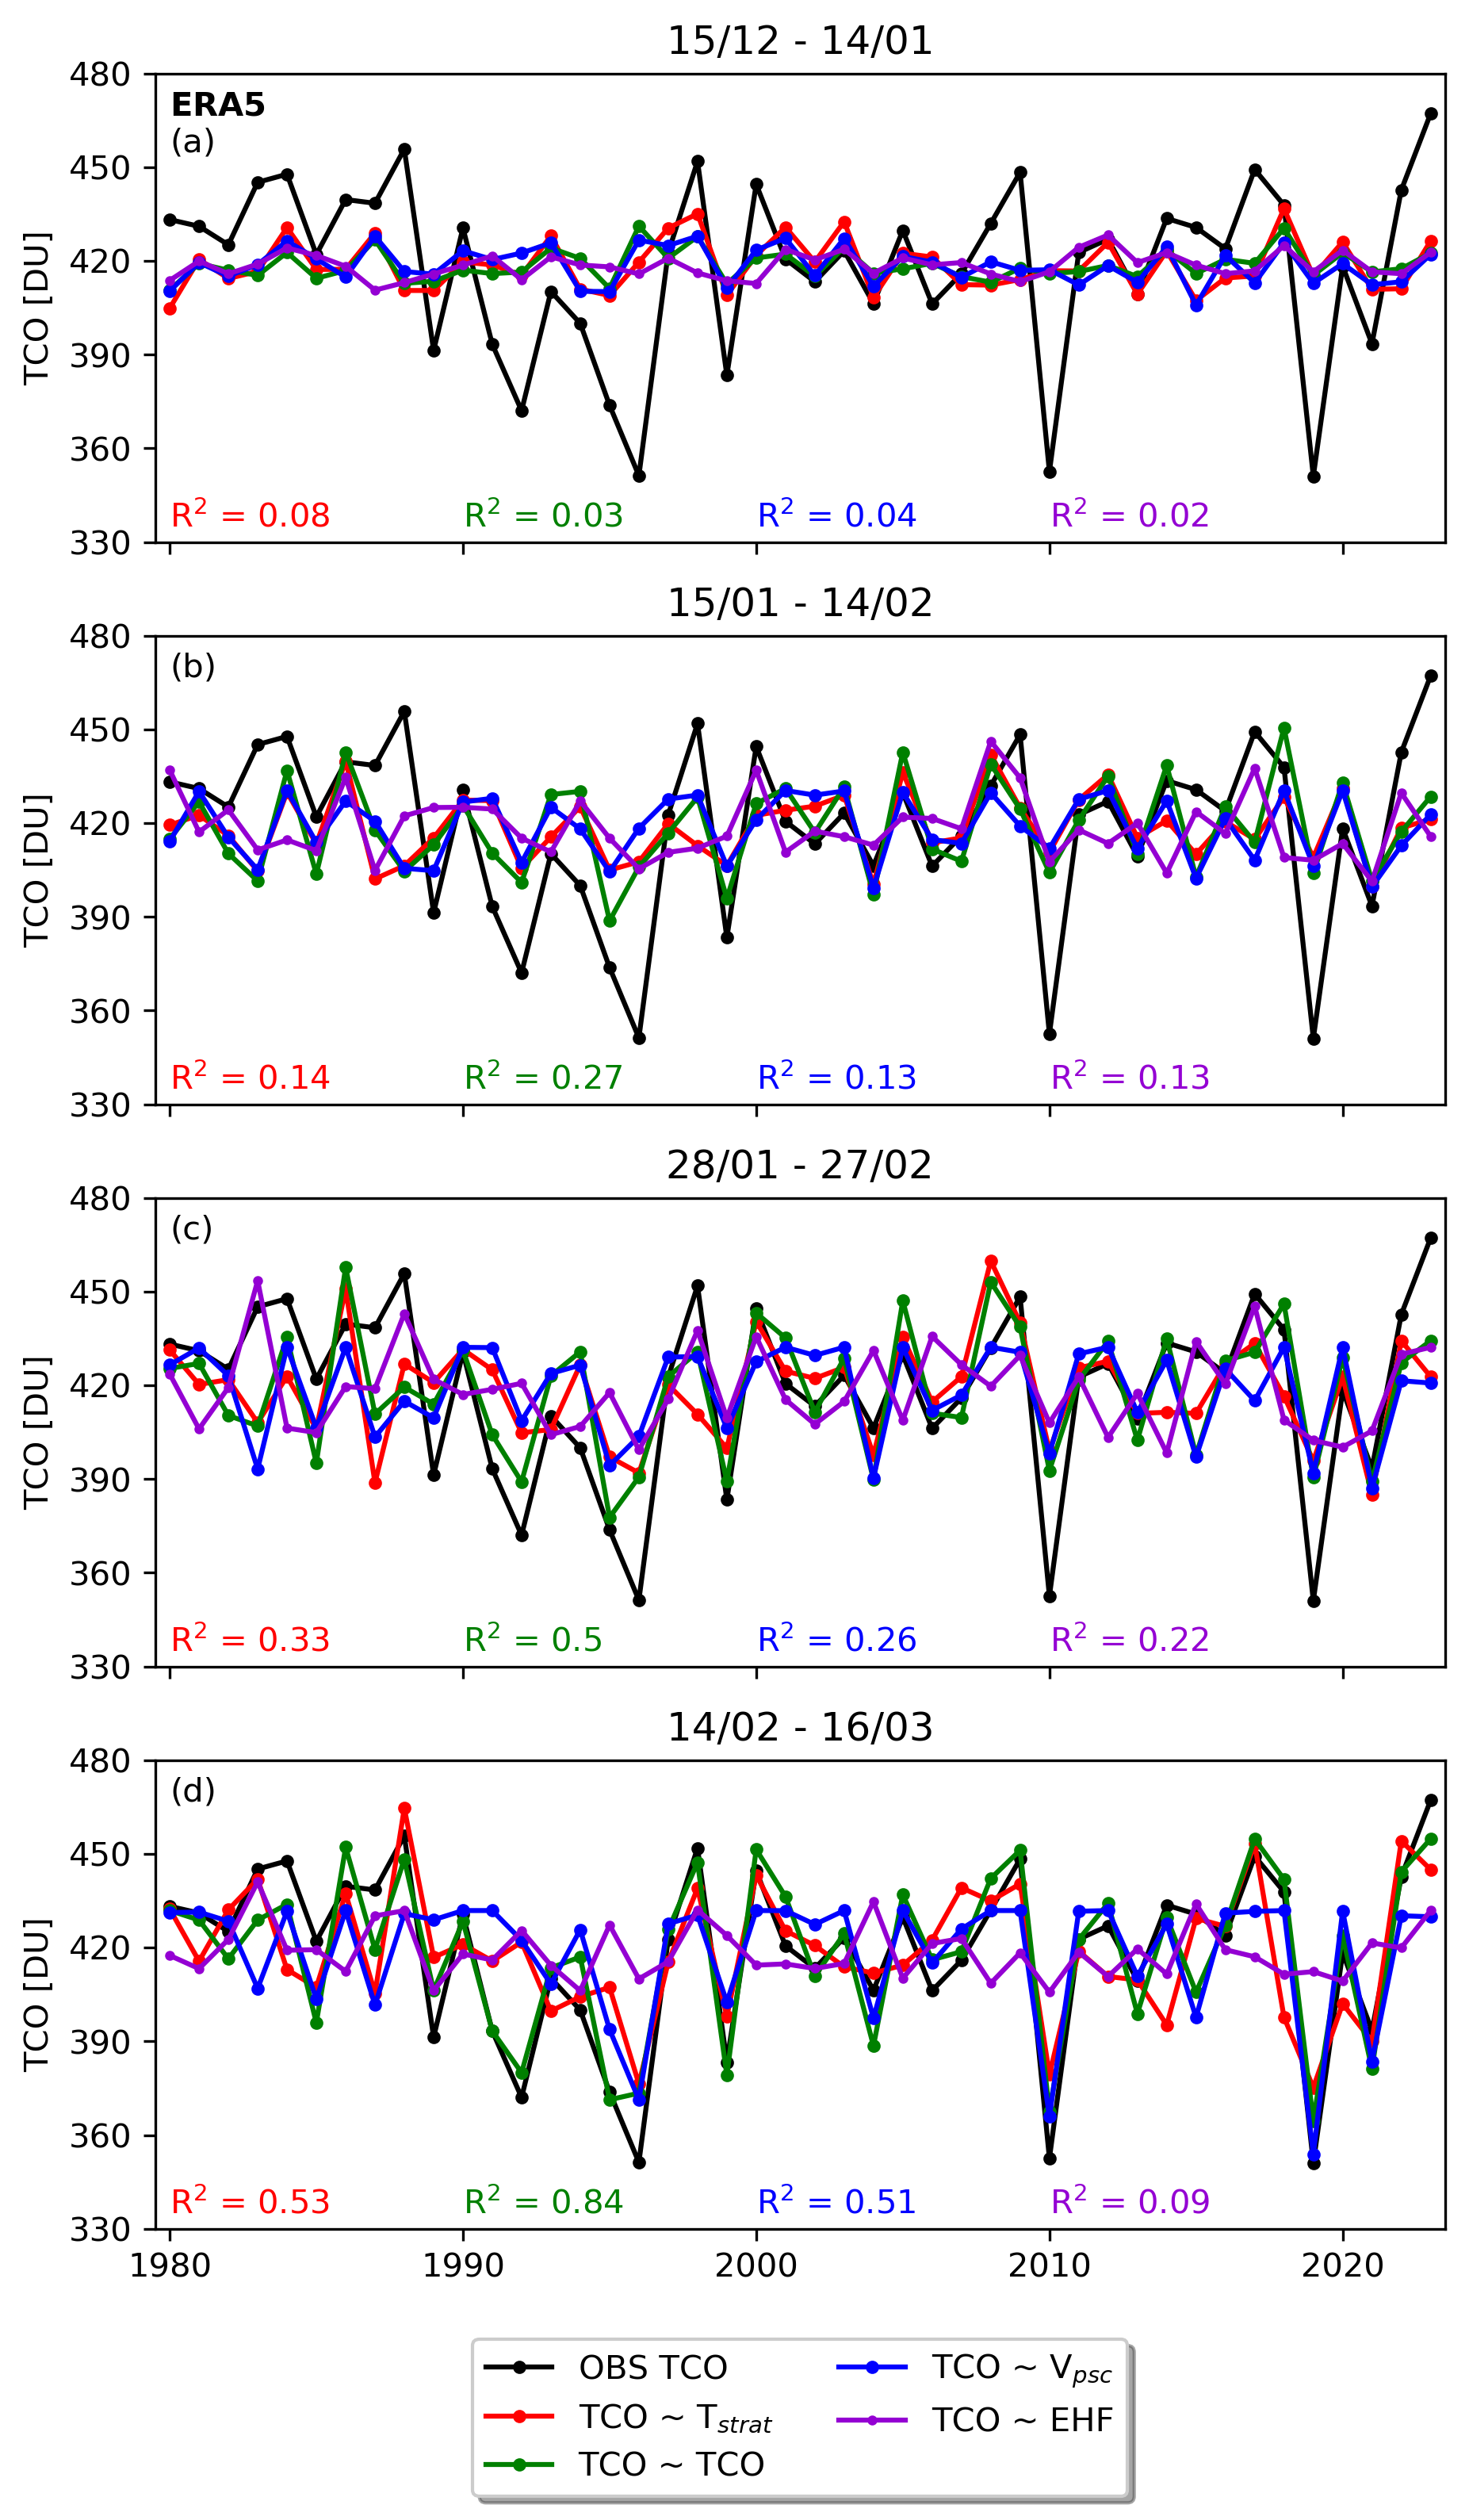 15/12 - 14/01
480
ERA5
(a)
450
420
TCO [DU]
390
360
R² = 0.08 R² = 0.03 R² = 0.04 R² = 0.02
330
15/01 - 14/02
480
(b)
450
420
TCO [DU]
390
360
R² = 0.14 R² = 0.27 R² = 0.13 R² = 0.13
330
28/01 - 27/02
480
(c)
450
420
TCO [DU]
390
360
R² = 0.33 R² = 0.5 R² = 0.26 R² = 0.22
330
14/02 - 16/03
480
(d)
450
420
TCO [DU]
390
360
R² = 0.53 R² = 0.84 R² = 0.51 R² = 0.09
330
1980 1990 2000 2010 2020
OBS TCO
TCO ~ T_strat
TCO ~ TCO
TCO ~ V_psc
TCO ~ EHF